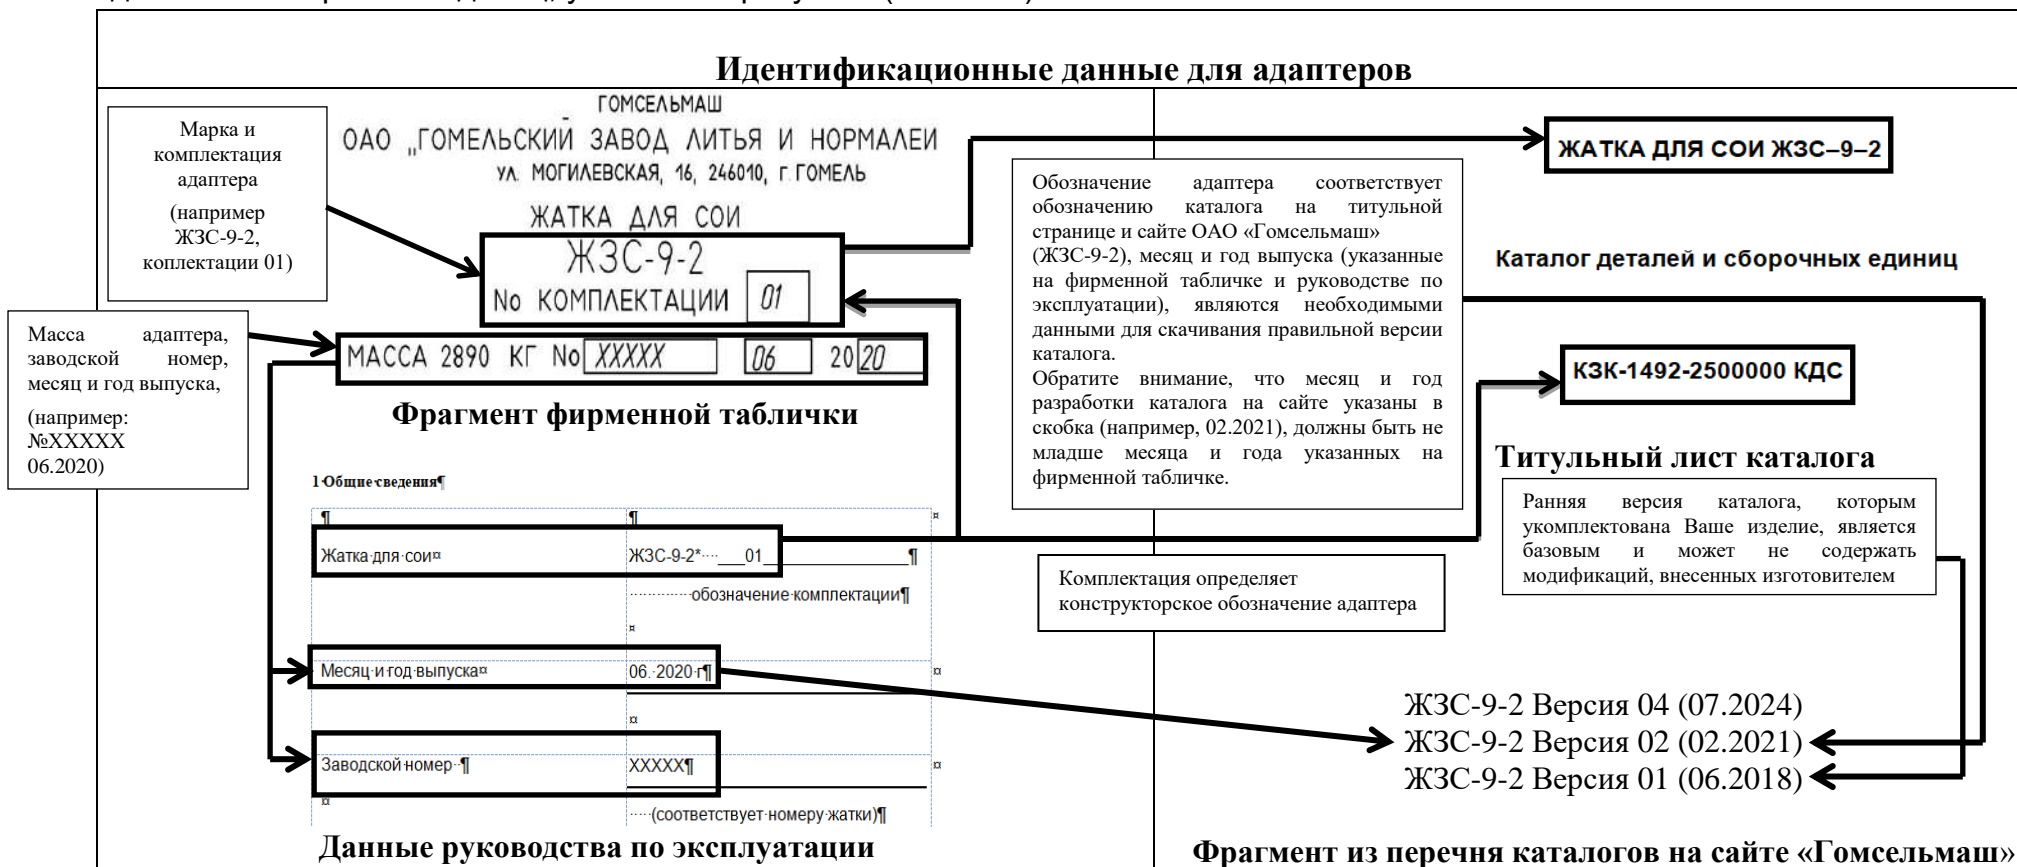 Идентификационные данные для адаптеров
Марка и
комплектация
адаптера
(например
ЖЗС-9-2,
коплектации 01)
Масса адаптера,
заводской номер,
месяц и год выпуска,
(например:
№XXXXX
06.2020)
ГОМСЕЛЬМАШ
ОАО „ГОМЕЛЬСКИЙ ЗАВОД ЛИТЬЯ И НОРМАЛЕИ
УЛ. МОГИЛЕВСКАЯ, 16, 246010, Г. ГОМЕЛЬ
ЖАТКА ДЛЯ СОИ
ЖЗС-9-2
No КОМПЛЕКТАЦИИ 01
МАССА 2890 КГ No XXXXX 06 20 20
Фрагмент фирменной таблички
1·Общие·сведения¶
¶ ¶ ¤
Жатка·для·сои¤ ЖЗС-9-2*····___01________________¶
·············обозначение·комплектации¶
¤
Месяц·и·год·выпуска¤ 06.·2020·г¶ ¤
¤
Заводской·номер··¶ XXXXX¶ ¤
¤
····(соответствует·номеру·жатки)¶
Данные руководства по эксплуатации
Обозначение адаптера соответствует
обозначению каталога на титульной
странице и сайте ОАО «Гомсельмаш»
(ЖЗС-9-2), месяц и год выпуска (указанные
на фирменной табличке и руководстве по
эксплуатации), являются необходимыми
данными для скачивания правильной версии
каталога.
Обратите внимание, что месяц и год
разработки каталога на сайте указаны в
скобка (например, 02.2021), должны быть не
младше месяца и года указанных на
фирменной табличке.
Комплектация определяет
конструкторское обозначение адаптера
ЖАТКА ДЛЯ СОИ ЖЗС–9–2
Каталог деталей и сборочных единиц
КЗК-1492-2500000 КДС
Титульный лист каталога
Ранняя версия каталога, которым
укомплектована Ваше изделие, является
базовым и может не содержать
модификаций, внесенных изготовителем
ЖЗС-9-2 Версия 04 (07.2024)
ЖЗС-9-2 Версия 02 (02.2021)
ЖЗС-9-2 Версия 01 (06.2018)
Фрагмент из перечня каталогов на сайте «Гомсельмаш»